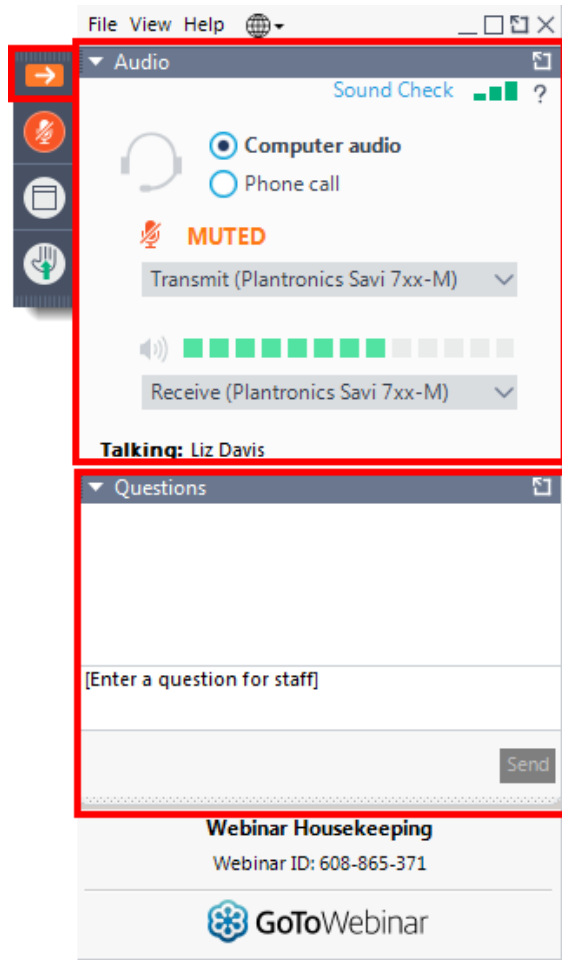 File View Help
Audio
Sound Check ?
Computer audio
Phone call
MUTED
Transmit (Plantronics Savi 7xx-M)
Receive (Plantronics Savi 7xx-M)
Talking: Liz Davis
Questions
[Enter a question for staff]
Send
Webinar Housekeeping
Webinar ID: 608-865-371
GoToWebinar